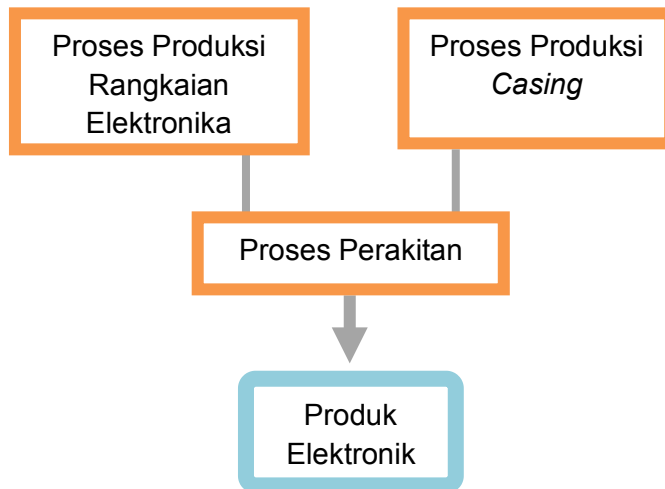 Proses Produksi
Rangkaian
Elektronika
Proses Produksi
Casing
Proses Perakitan
Produk
Elektronik